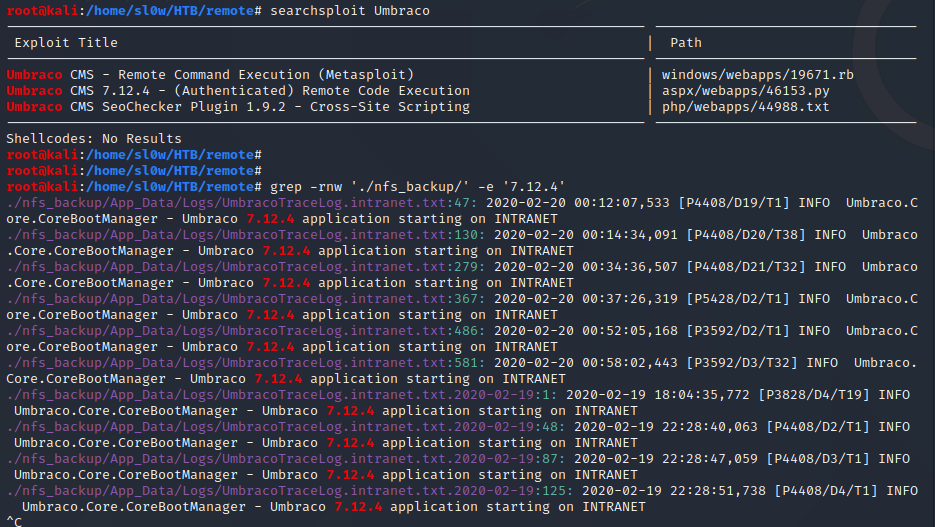 root@kali:/home/sl0w/HTB/remote# searchsploit Umbraco
Exploit Title | Path
Umbraco CMS - Remote Command Execution (Metasploit) | windows/webapps/19671.rb
Umbraco CMS 7.12.4 - (Authenticated) Remote Code Execution | aspx/webapps/46153.py
Umbraco CMS SeoChecker Plugin 1.9.2 - Cross-Site Scripting | php/webapps/44988.txt
Shellcodes: No Results
root@kali:/home/sl0w/HTB/remote#
root@kali:/home/sl0w/HTB/remote#
root@kali:/home/sl0w/HTB/remote# grep -rnw './nfs_backup/' -e '7.12.4'
./nfs_backup/App_Data/Logs/UmbracoTraceLog.intranet.txt:47: 2020-02-20 00:12:07,533 [P4408/D19/T1] INFO  Umbraco.C
ore.CoreBootManager - Umbraco 7.12.4 application starting on INTRANET
./nfs_backup/App_Data/Logs/UmbracoTraceLog.intranet.txt:130: 2020-02-20 00:14:34,091 [P4408/D20/T38] INFO  Umbraco
.Core.CoreBootManager - Umbraco 7.12.4 application starting on INTRANET
./nfs_backup/App_Data/Logs/UmbracoTraceLog.intranet.txt:279: 2020-02-20 00:34:36,507 [P4408/D21/T32] INFO  Umbraco
.Core.CoreBootManager - Umbraco 7.12.4 application starting on INTRANET
./nfs_backup/App_Data/Logs/UmbracoTraceLog.intranet.txt:367: 2020-02-20 00:37:26,319 [P5428/D2/T1] INFO  Umbraco.C
ore.CoreBootManager - Umbraco 7.12.4 application starting on INTRANET
./nfs_backup/App_Data/Logs/UmbracoTraceLog.intranet.txt:486: 2020-02-20 00:52:05,168 [P3592/D2/T1] INFO  Umbraco.C
ore.CoreBootManager - Umbraco 7.12.4 application starting on INTRANET
./nfs_backup/App_Data/Logs/UmbracoTraceLog.intranet.txt:581: 2020-02-20 00:58:02,443 [P3592/D3/T32] INFO  Umbraco.
Core.CoreBootManager - Umbraco 7.12.4 application starting on INTRANET
./nfs_backup/App_Data/Logs/UmbracoTraceLog.intranet.txt.2020-02-19:1: 2020-02-19 18:04:35,772 [P3828/D4/T19] INFO
Umbraco.Core.CoreBootManager - Umbraco 7.12.4 application starting on INTRANET
./nfs_backup/App_Data/Logs/UmbracoTraceLog.intranet.txt.2020-02-19:48: 2020-02-19 22:28:40,063 [P4408/D2/T1] INFO
Umbraco.Core.CoreBootManager - Umbraco 7.12.4 application starting on INTRANET
./nfs_backup/App_Data/Logs/UmbracoTraceLog.intranet.txt.2020-02-19:87: 2020-02-19 22:28:47,059 [P4408/D3/T1] INFO
Umbraco.Core.CoreBootManager - Umbraco 7.12.4 application starting on INTRANET
./nfs_backup/App_Data/Logs/UmbracoTraceLog.intranet.txt.2020-02-19:125: 2020-02-19 22:28:51,738 [P4408/D4/T1] INFO
Umbraco.Core.CoreBootManager - Umbraco 7.12.4 application starting on INTRANET
^C